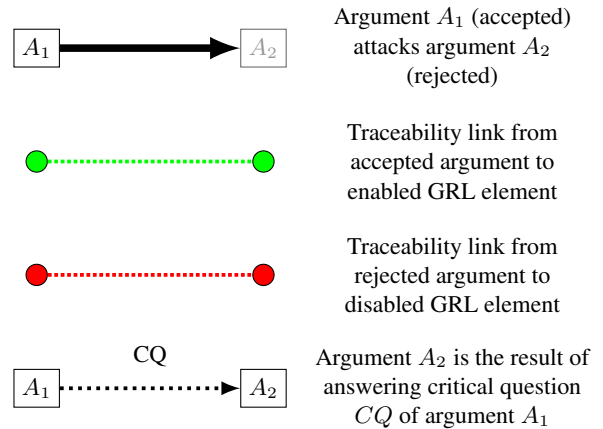 A₁
A₂
Argument A₁ (accepted)
attacks argument A₂
(rejected)
Traceability link from
accepted argument to
enabled GRL element
Traceability link from
rejected argument to
disabled GRL element
CQ
A₁
A₂
Argument A₂ is the result of
answering critical question
CQ of argument A₁